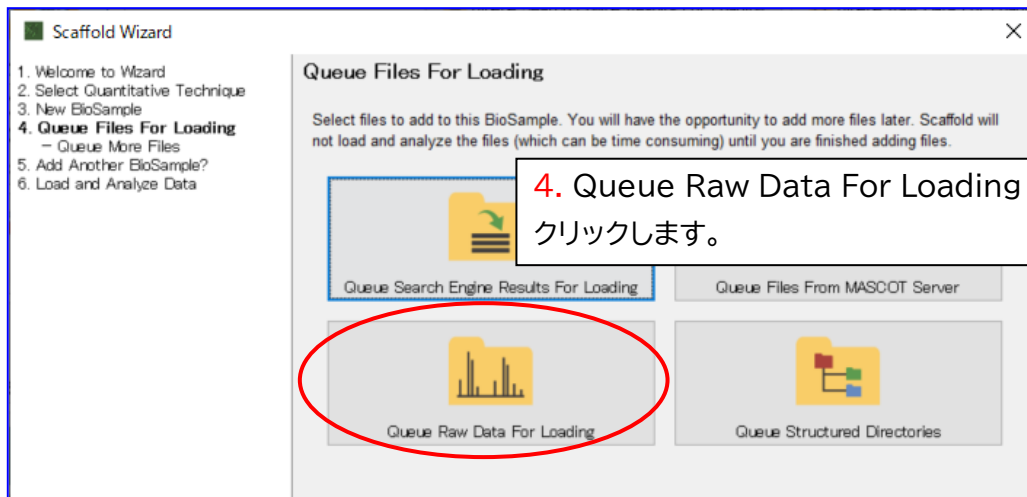 Scaffold Wizard
1. Welcome to Wizard
2. Select Quantitative Technique
3. New BioSample
4. Queue Files For Loading
– Queue More Files
5. Add Another BioSample?
6. Load and Analyze Data
Queue Files For Loading
Select files to add to this BioSample. You will have the opportunity to add more files later. Scaffold will
not load and analyze the files (which can be time consuming) until you are finished adding files.
4. Queue Raw Data For Loading
クリックします。
Queue Search Engine Results For Loading
Queue Files From MASCOT Server
Queue Raw Data For Loading
Queue Structured Directories